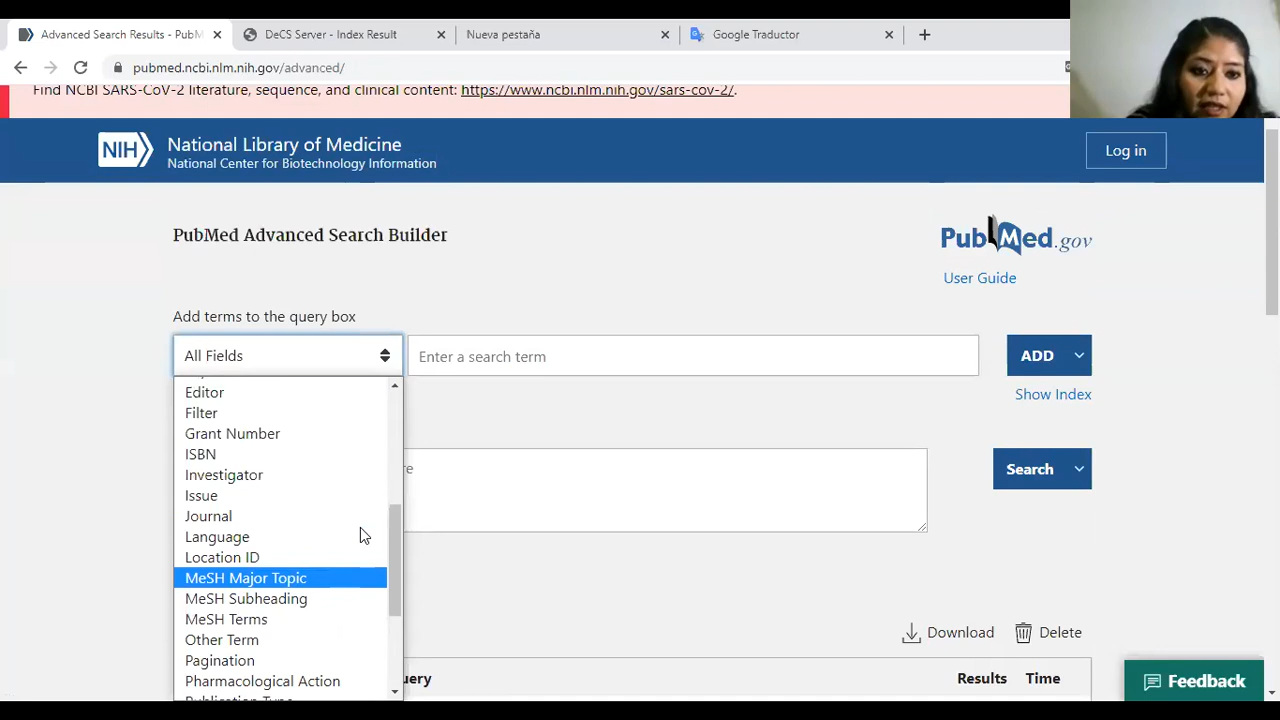 Advanced Search Results - PubM
DeCS Server - Index Result
Nueva pestaña
Google Traductor
pubmed.ncbi.nlm.nih.gov/advanced/
Find NCBI SARS-CoV-2 literature, sequence, and clinical content: https://www.ncbi.nlm.nih.gov/sars-cov-2/.
NIH
National Library of Medicine
National Center for Biotechnology Information
Log in
PubMed Advanced Search Builder
PubMed.gov
User Guide
Add terms to the query box
All Fields
Enter a search term
ADD
Show Index
Editor
Filter
Grant Number
ISBN
Investigator
Issue
Journal
Language
Location ID
MeSH Major Topic
MeSH Subheading
MeSH Terms
Other Term
Pagination
Pharmacological Action
Search
Download
Delete
Results
Time
Feedback